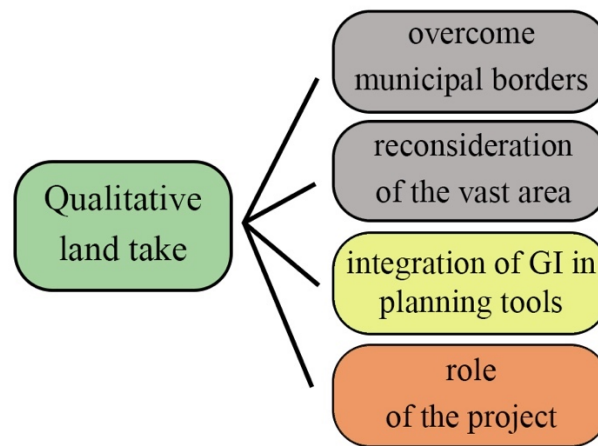 Qualitative
land take
overcome
municipal borders
reconsideration
of the vast area
integration of GI in
planning tools
role
of the project